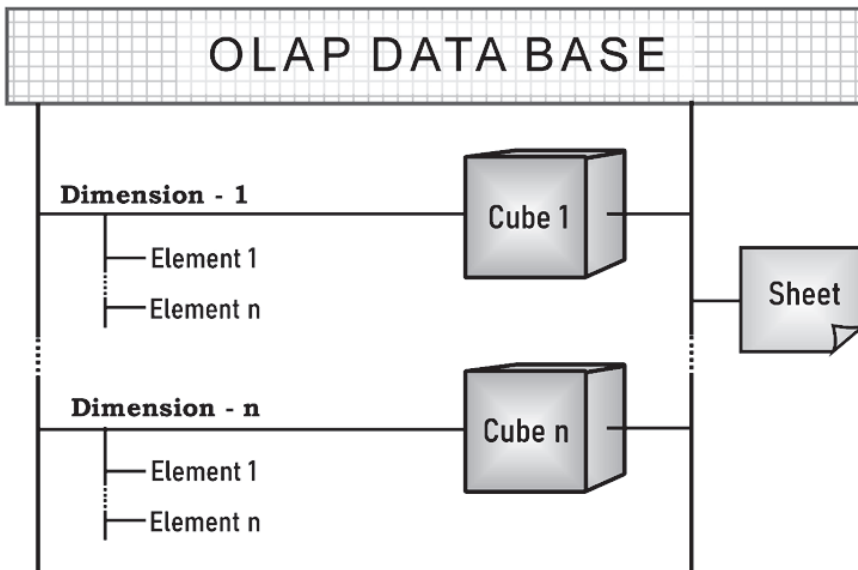 OLAP DATA BASE
Dimension - 1
Cube 1
Element 1
Element n
Sheet
Dimension - n
Cube n
Element 1
Element n